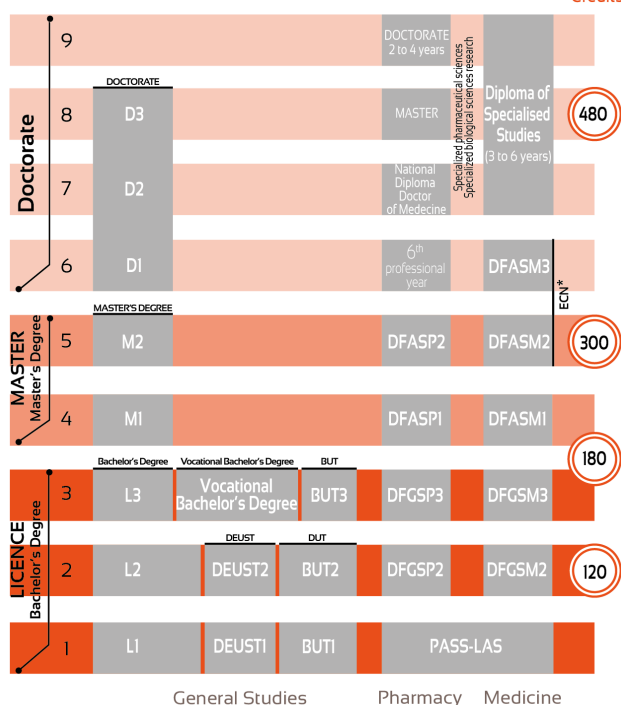 9
DOCTORATE
2 to 4 years
Specialized pharmaceutical sciences
Specialized biological sciences research
Doctorate
DOCTORATE
8
D3
MASTER
Diploma of
Specialised
Studies
(3 to 6 years)
480
7
D2
National
Diploma
Doctor
of Medecine
6
D1
6th
professional
year
DFASM3
ECN*
MASTER
Master's Degree
MASTER'S DEGREE
5
M2
DFASP2
DFASM2
300
4
M1
DFASP1
DFASM1
180
LICENCE
Bachelor's Degree
Bachelor's Degree
Vocational Bachelor's Degree
BUT
3
L3
Vocational
Bachelor's Degree
BUT3
DFGSP3
DFGSM3
DEUST
DUT
2
L2
DEUST2
BUT2
DFGSP2
DFGSM2
120
1
L1
DEUST1
BUT1
PASS-LAS
General Studies
Pharmacy
Medicine